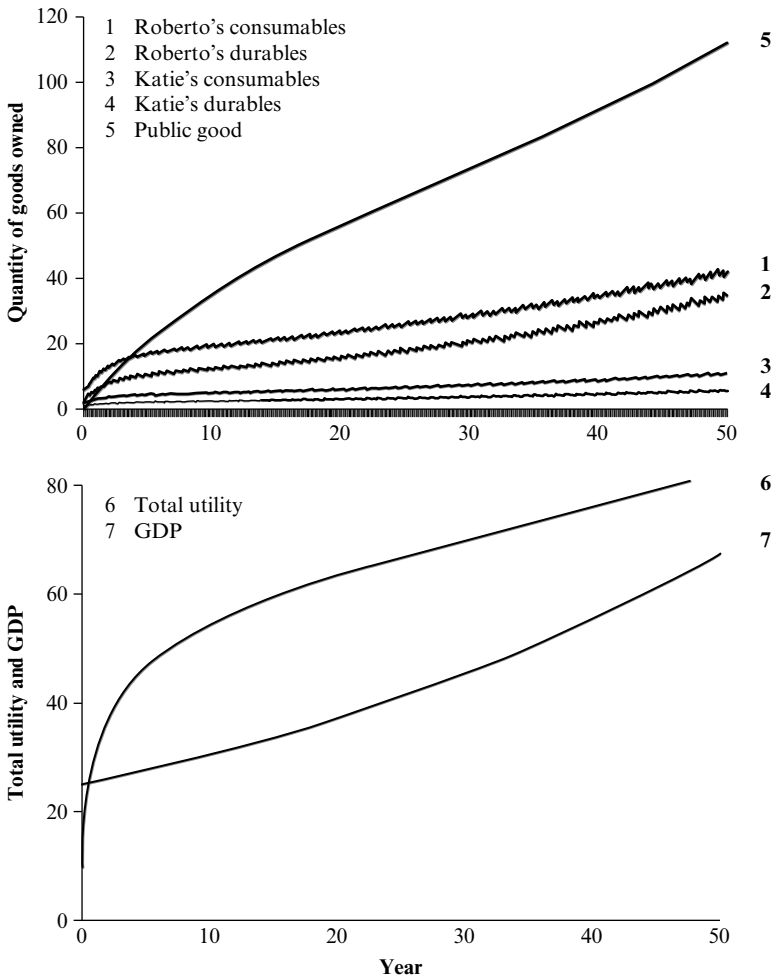 120
1 Roberto’s consumables
2 Roberto’s durables
3 Katie’s consumables
4 Katie’s durables
5 Public good
5
100
80
60
40
20
0
1
2
3
4
Quantity of goods owned
0 10 20 30 40 50
80
6 Total utility
7 GDP
6
7
60
40
20
0
Total utility and GDP
0 10 20 30 40 50
Year